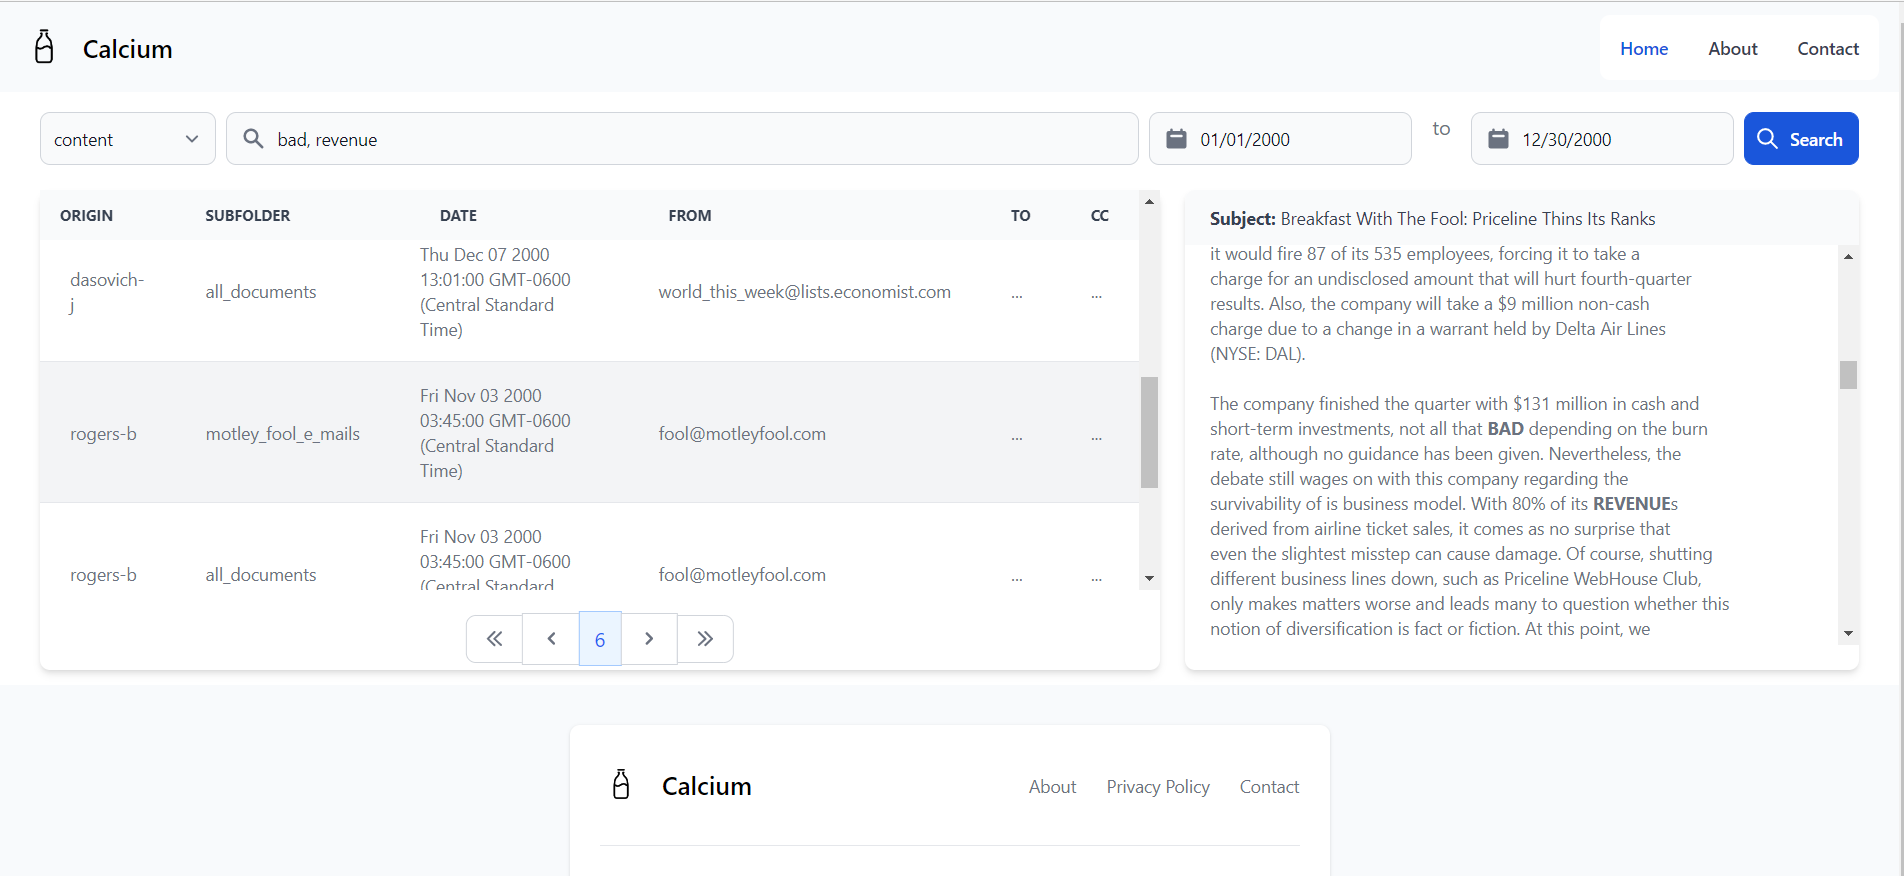 Calcium
Home About Contact
content bad, revenue 01/01/2000 to 12/30/2000 Search
ORIGIN SUBFOLDER DATE FROM TO CC
dasovich-
j
all_documents
Thu Dec 07 2000
13:01:00 GMT-0600
(Central Standard
Time)
world_this_week@lists.economist.com
... ...
rogers-b
motley_fool_e_mails
Fri Nov 03 2000
03:45:00 GMT-0600
(Central Standard
Time)
fool@motleyfool.com
... ...
rogers-b
all_documents
Fri Nov 03 2000
03:45:00 GMT-0600
(Central Standard
fool@motleyfool.com
... ...
6
Subject: Breakfast With The Fool: Priceline Thins Its Ranks
it would fire 87 of its 535 employees, forcing it to take a
charge for an undisclosed amount that will hurt fourth-quarter
results. Also, the company will take a $9 million non-cash
charge due to a change in a warrant held by Delta Air Lines
(NYSE: DAL).
The company finished the quarter with $131 million in cash and
short-term investments, not all that BAD depending on the burn
rate, although no guidance has been given. Nevertheless, the
debate still wages on with this company regarding the
survivability of is business model. With 80% of its REVENUEs
derived from airline ticket sales, it comes as no surprise that
even the slightest misstep can cause damage. Of course, shutting
different business lines down, such as Priceline WebHouse Club,
only makes matters worse and leads many to question whether this
notion of diversification is fact or fiction. At this point, we
Calcium
About Privacy Policy Contact